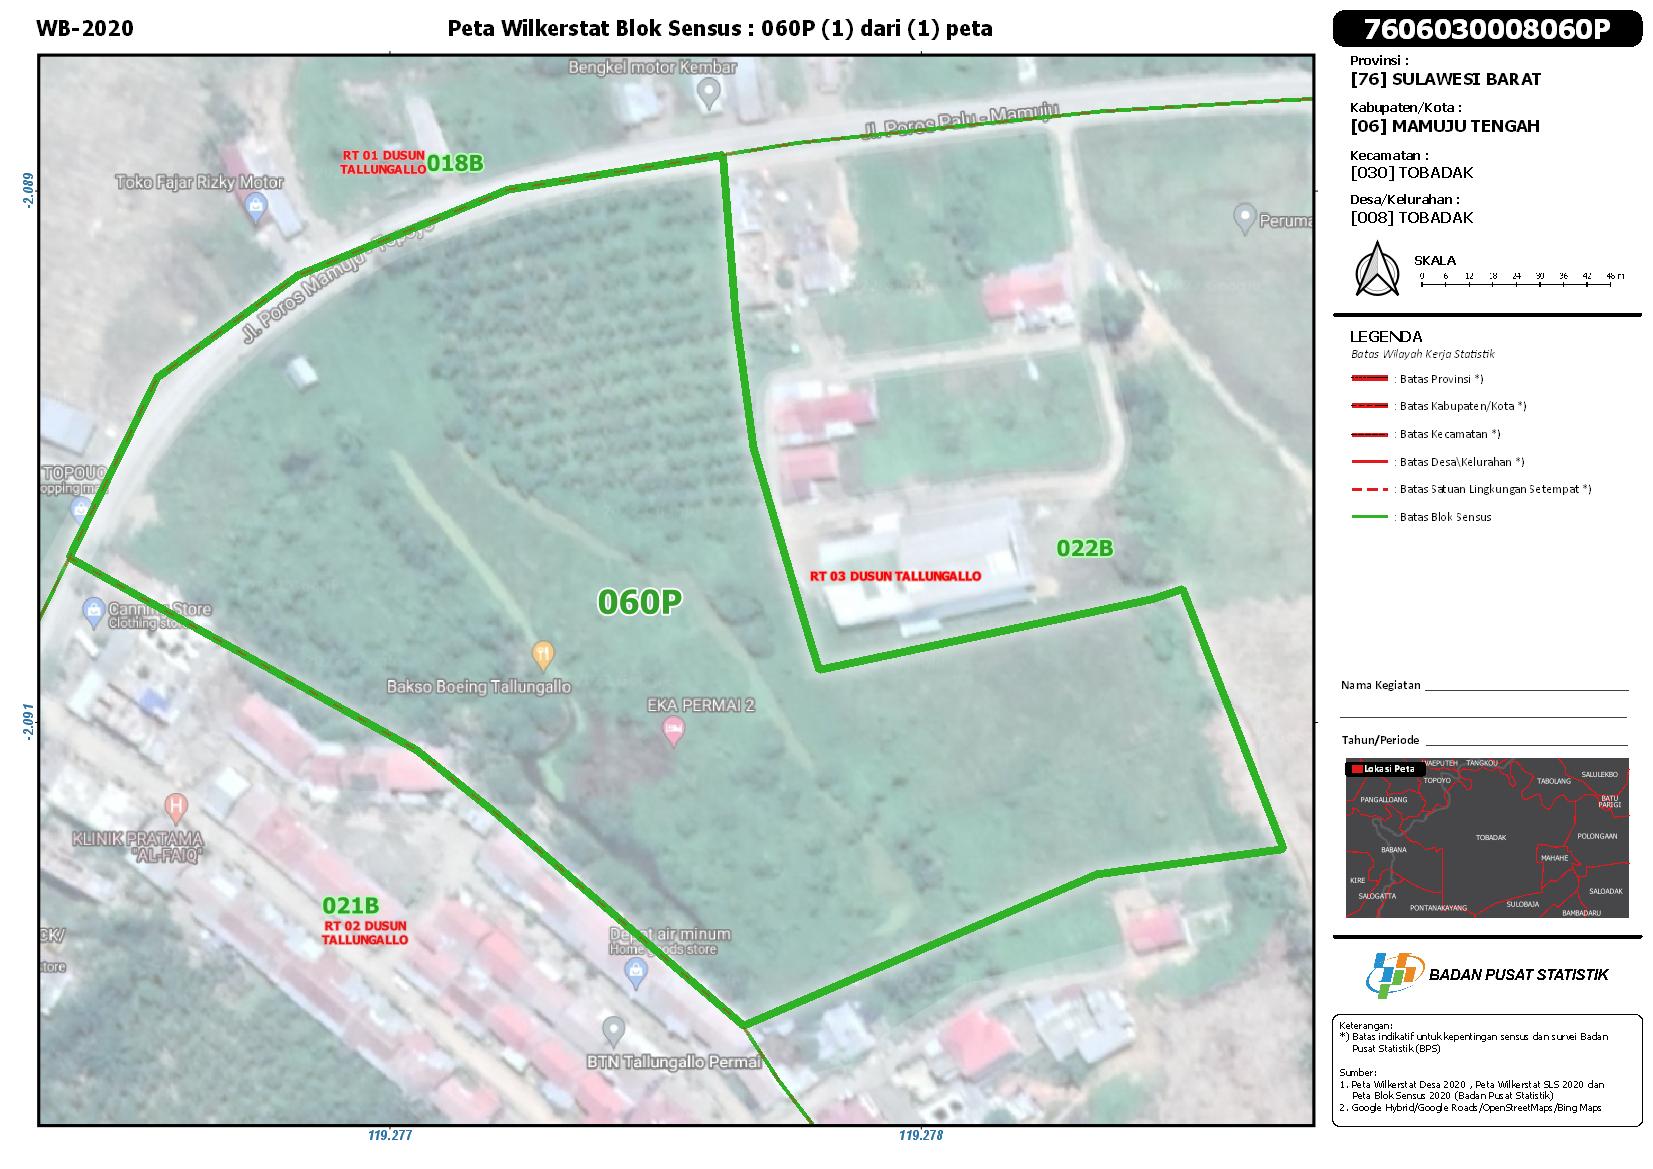 WB-2020
Peta Wilkerstat Blok Sensus : 060P (1) dari (1) peta
7606030008060P
Provinsi :
[76] SULAWESI BARAT
Kabupaten/Kota :
[06] MAMUJU TENGAH
Kecamatan :
[030] TOBADAK
Desa/Kelurahan :
[008] TOBADAK
SKALA
0 6 12 18 24 30 36 42 48 m
LEGENDA
Batas Wilayah Kerja Statistik
: Batas Provinsi *)
: Batas Kabupaten/Kota *)
: Batas Kecamatan *)
: Batas Desa\Kelurahan *)
: Batas Satuan Lingkungan Setempat *)
: Batas Blok Sensus
Nama Kegiatan
Tahun/Periode
Lokasi Peta
TANGKOU
TOPOYO
TABOLANG
SALULEKBO
PANGALLOANG
BATU
PARIGI
TOBADAK
POLONGAAN
BABANA
MAHAHE
KIRE
SALOGATTA
SALOADAK
PONTANAKAYANG
SULOBAJA
BAMBADARU
BADAN PUSAT STATISTIK
Keterangan:
*) Batas indikatif untuk kepentingan sensus dan survei Badan
Pusat Statistik (BPS)
Sumber:
1. Peta Wilkerstat Desa 2020 , Peta Wilkerstat SLS 2020 dan
Peta Blok Sensus 2020 (Badan Pusat Statistik)
2. Google Hybrid/Google Roads/OpenStreetMaps/Bing Maps
Bengkel motor Kembar
Jl. Poros Palu - Mamuju
RT 01 DUSUN
TALLUNGALLO
018B
Toko Fajar Rizky Motor
-2.089
Peruma
Jl. Poros Mamuju - Topoyo
TOPOUO
opping ma
022B
RT 03 DUSUN TALLUNGALLO
060P
Clothing sto
Bakso Boeing Tallungallo
EKA PERMAI 2
-2.091
H
KLINIK PRATAMA
"AL-FAIQ"
021B
RT 02 DUSUN
TALLUNGALLO
CK/
tore
Depot air minum
Home goods store
BTN Tallungallo Permai
119.277
119.278